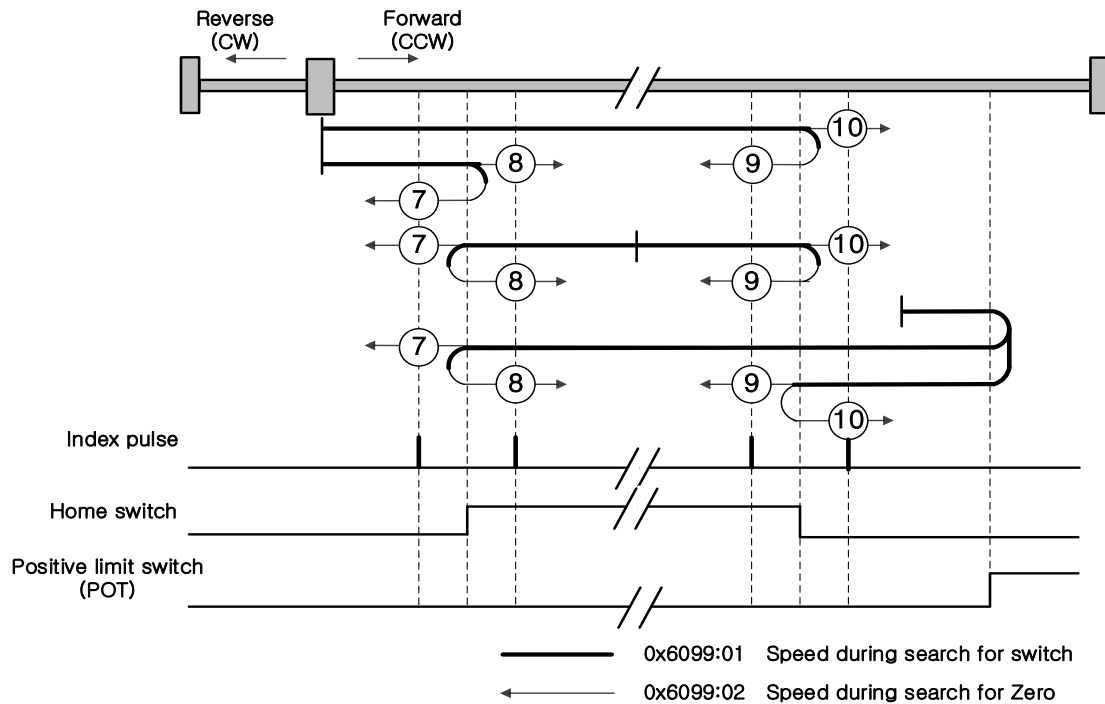 Reverse
(CW)
Forward
(CCW)
10
8
9
7
7
10
8
9
7
8
9
10
Index pulse
Home switch
Positive limit switch
(POT)
0x6099:01 Speed during search for switch
0x6099:02 Speed during search for Zero